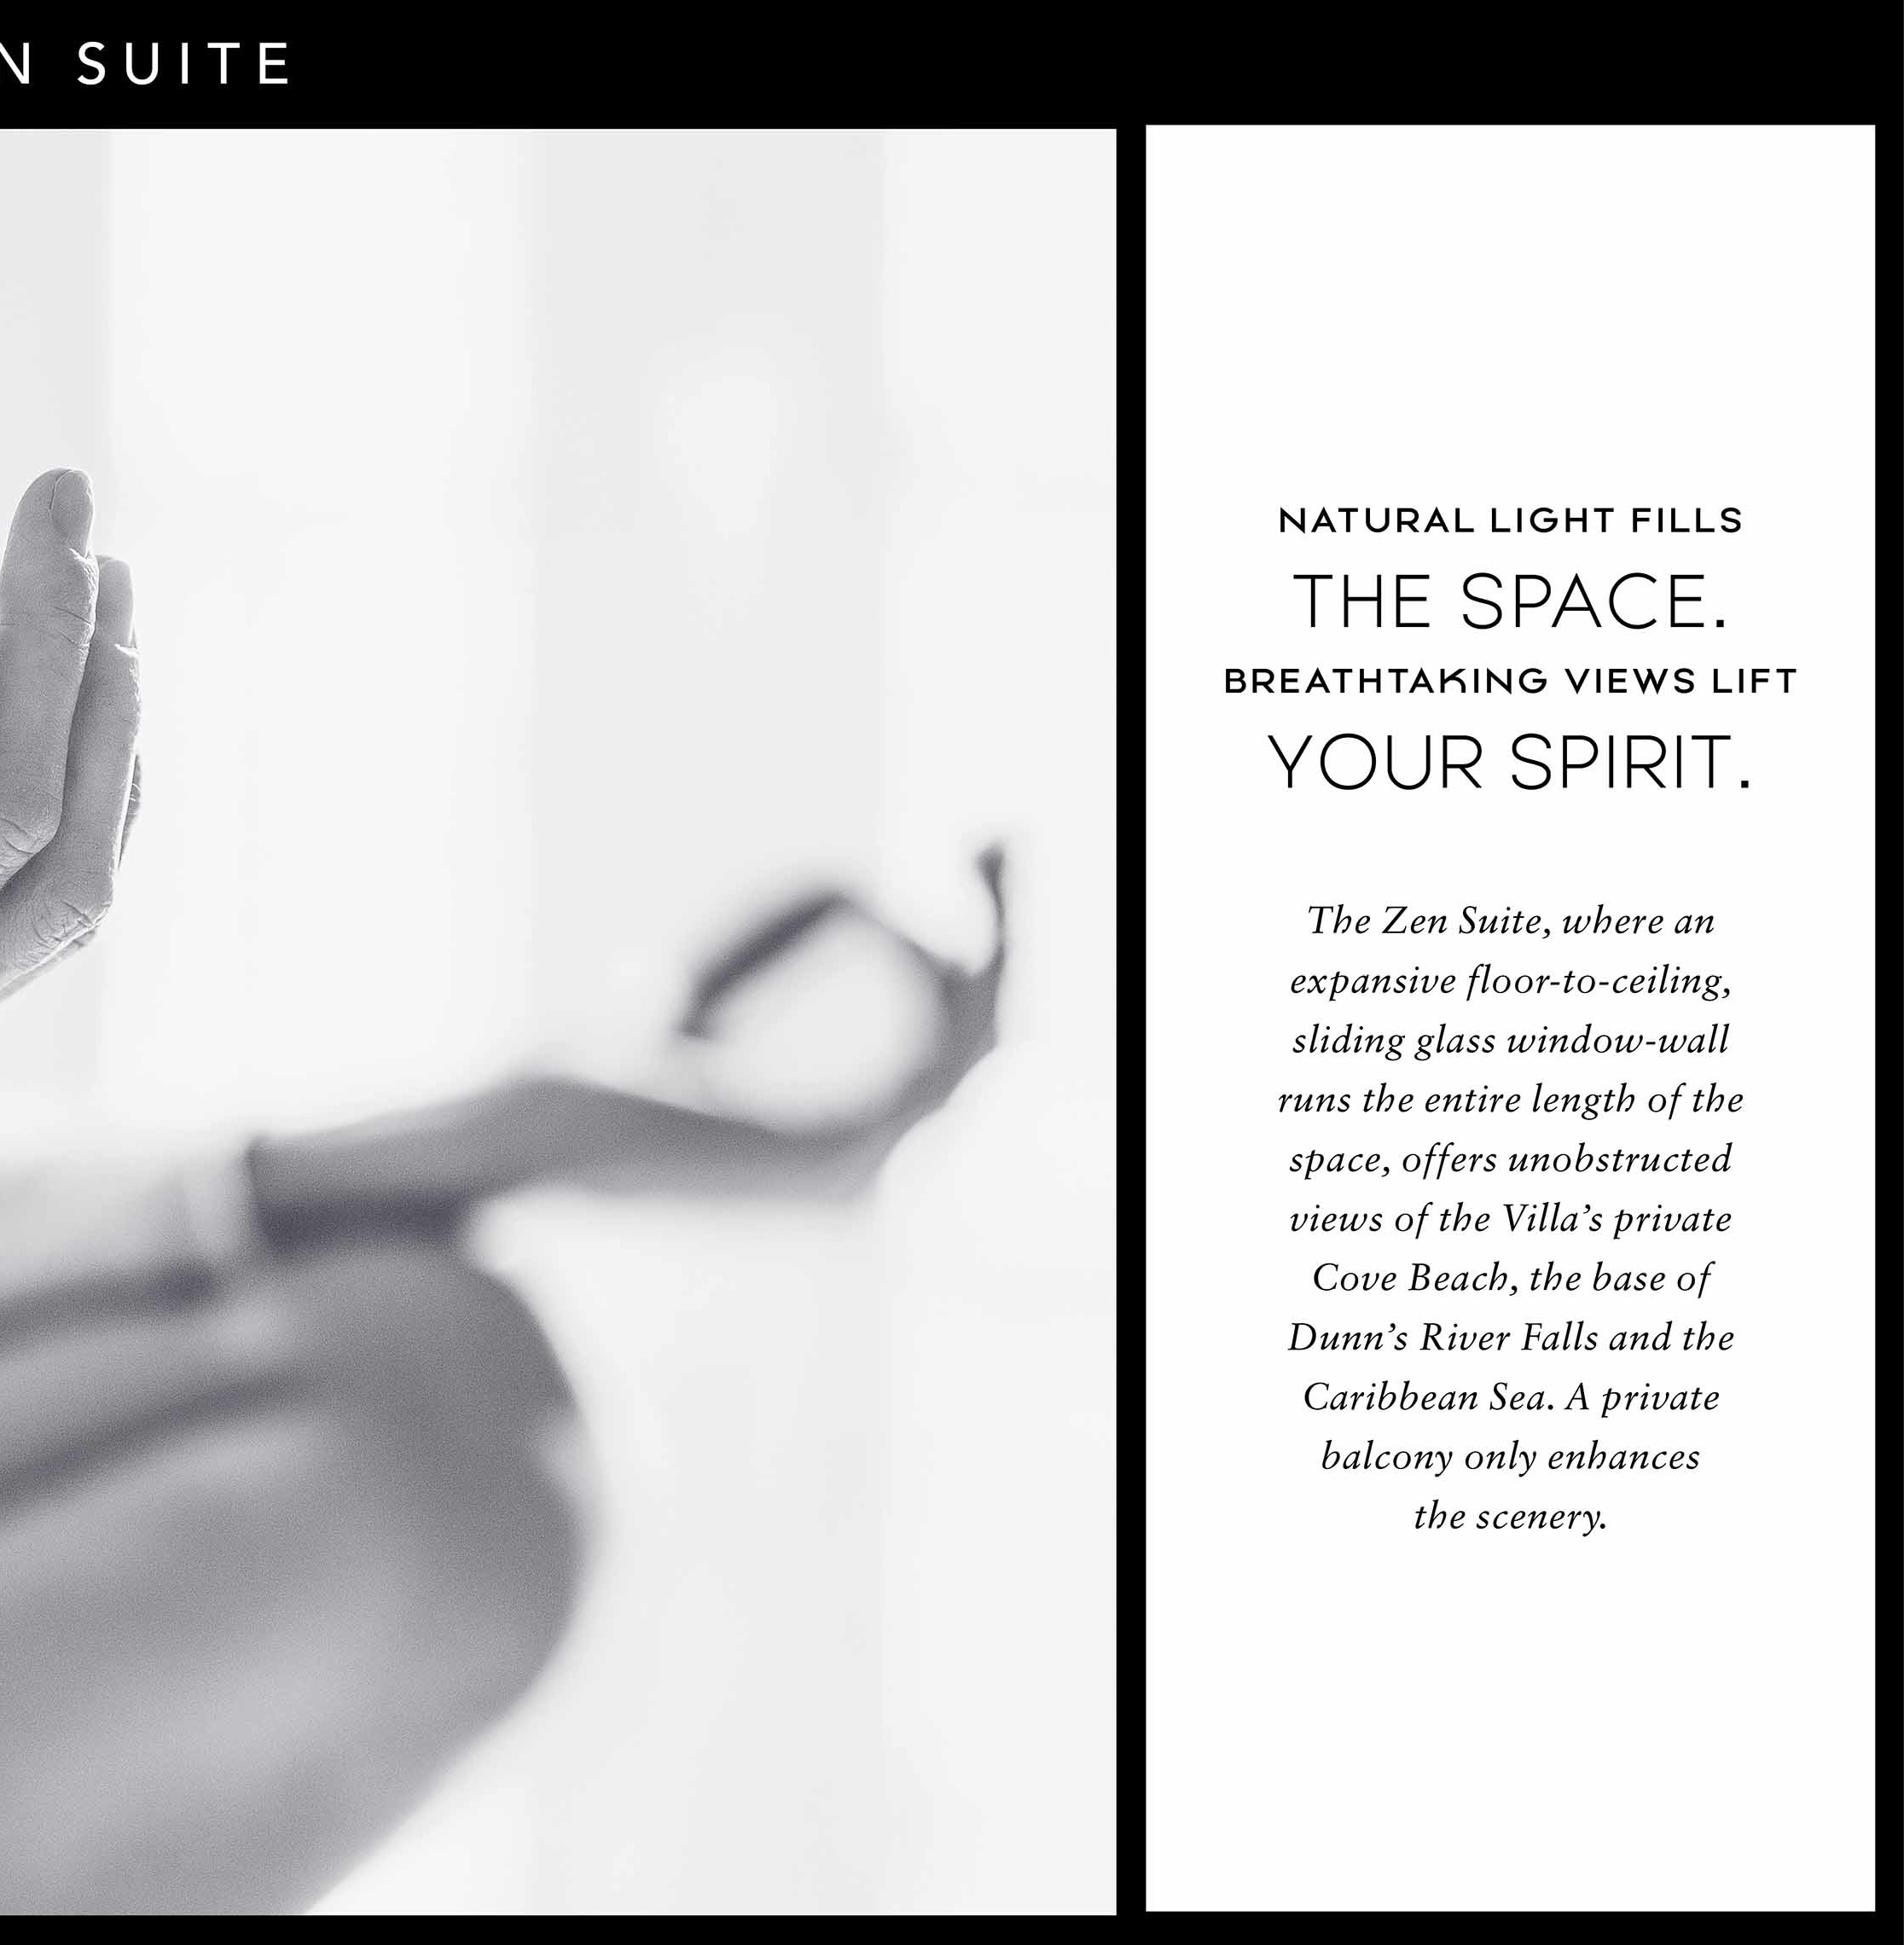 N SUITE
NATURAL LIGHT FILLS
THE SPACE.
BREATHTAKING VIEWS LIFT
YOUR SPIRIT.
The Zen Suite, where an
expansive floor-to-ceiling,
sliding glass window-wall
runs the entire length of the
space, offers unobstructed
views of the Villa’s private
Cove Beach, the base of
Dunn’s River Falls and the
Caribbean Sea. A private
balcony only enhances
the scenery.